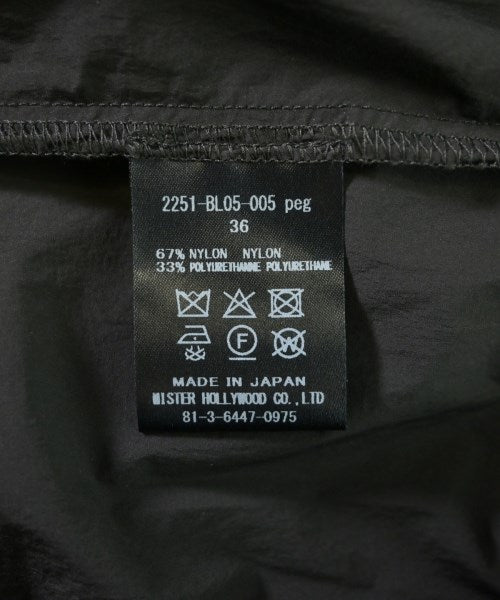 2251-BL05-005 peg
36
67% NYLON NYLON
33% POLYURETHANNE POLYURETHANE
F
W
MADE IN JAPAN
MISTER HOLLYWOOD CO.,LTD
81-3-6447-0975